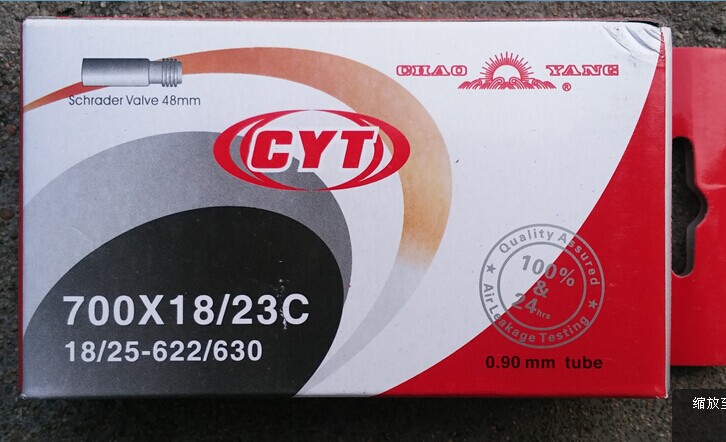 CHAO YANG
®
Schrader Valve 48mm
CYT
Quality Assured
100%
&
24hrs
Air Leakage Testing
700X18/23C
18/25-622/630
0.90 mm tube
缩放至